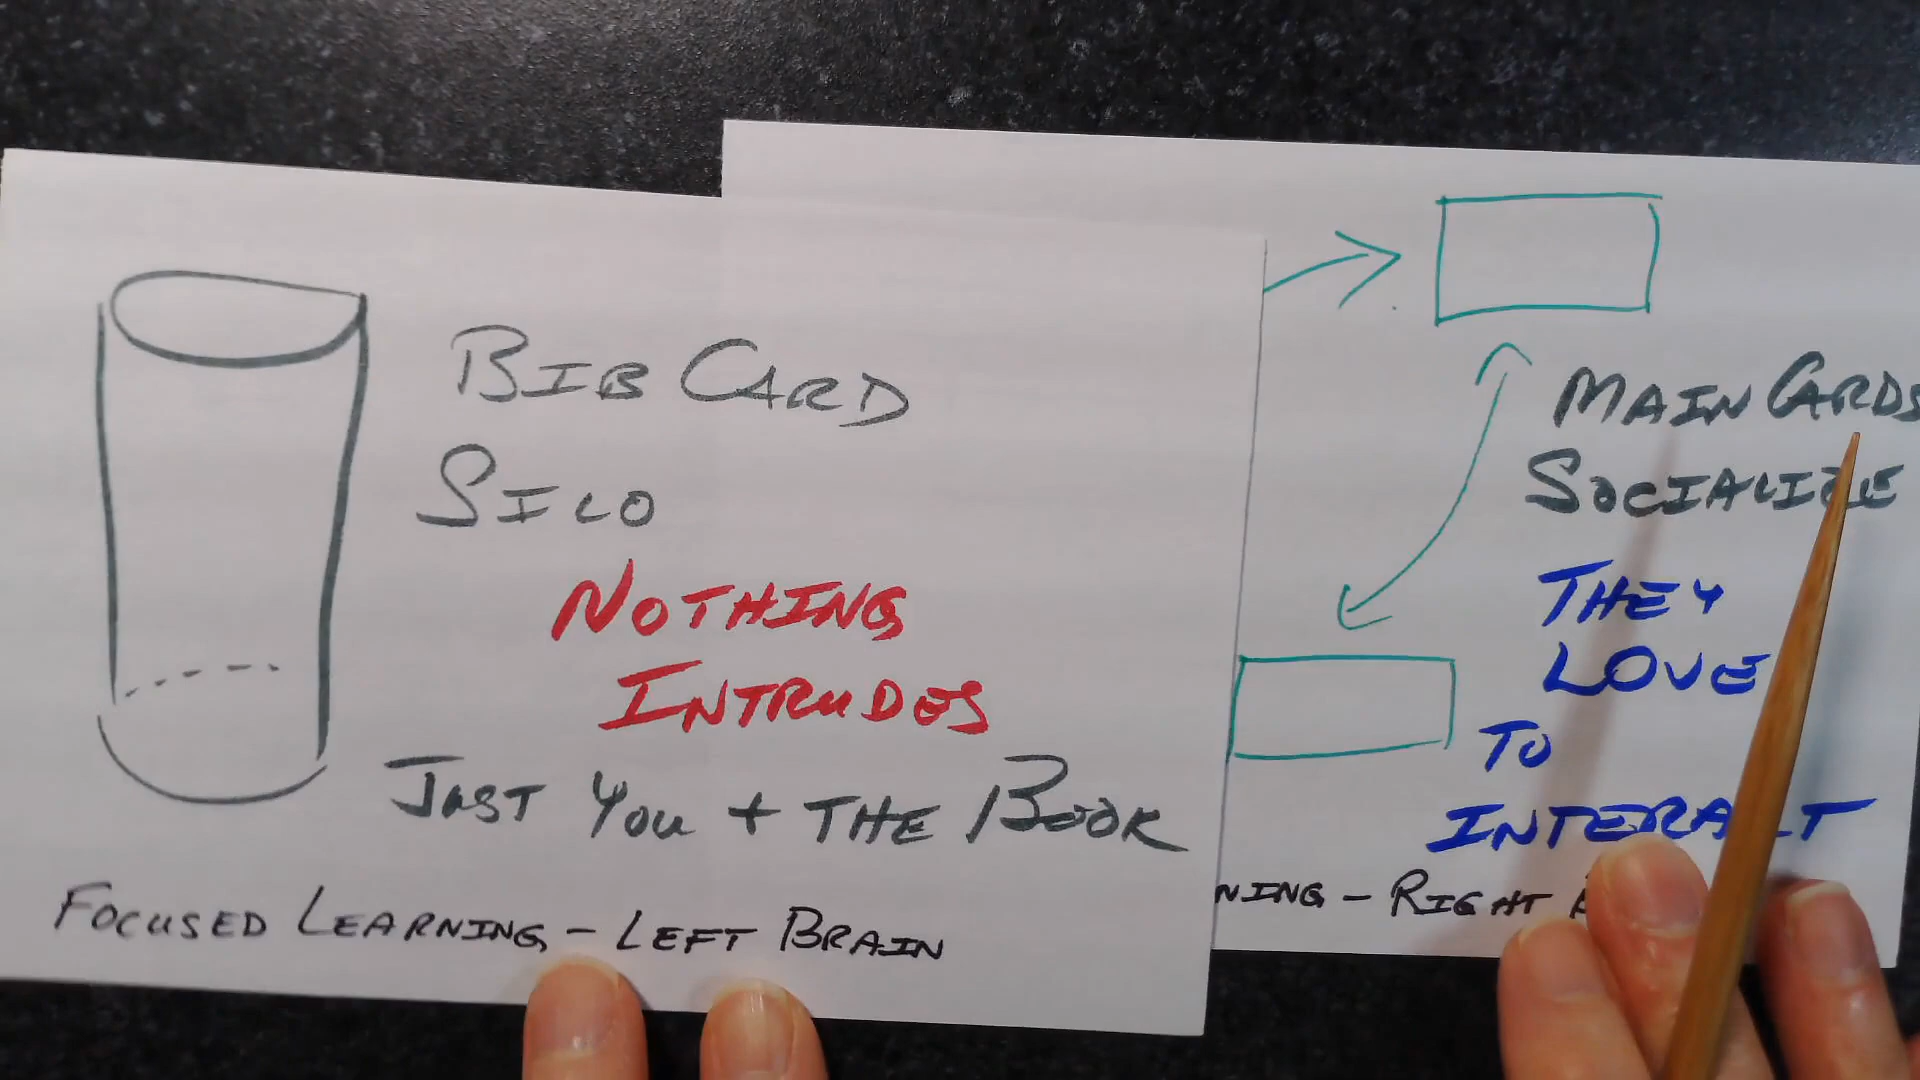 BIB CARD
SILO
NOTHING
INTRUDES
JUST YOU + THE BOOK
FOCUSED LEARNING - LEFT BRAIN
MAIN CARDS
SOCIALIZE
THEY
LOVE
TO
INTERACT
NING - RIGHT